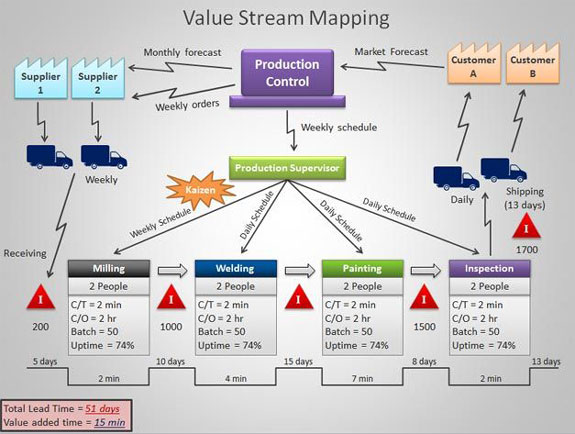 Value Stream Mapping
Monthly forecast
Market Forecast
Supplier
1
Supplier
2
Production
Control
Customer
A
Customer
B
Weekly orders
Weekly schedule
Weekly
Production Supervisor
Kaizen
Daily
Shipping
(13 days)
I
1700
Weekly Schedule
Daily Schedule
Daily Schedule
Daily Schedule
Receiving
I
200
Milling
2 People
C/T = 2 min
C/O = 2 hr
Batch = 50
Uptime = 74%
I
1000
Welding
2 People
C/T = 2 min
C/O = 2 hr
Batch = 50
Uptime = 74%
I
Painting
2 People
C/T = 2 min
C/O = 2 hr
Batch = 50
Uptime = 74%
I
1500
Inspection
2 People
C/T = 2 min
C/O = 2 hr
Batch = 50
Uptime = 74%
5 days
10 days
15 days
8 days
13 days
2 min
4 min
7 min
2 min
Total Lead Time = 51 days
Value added time = 15 min